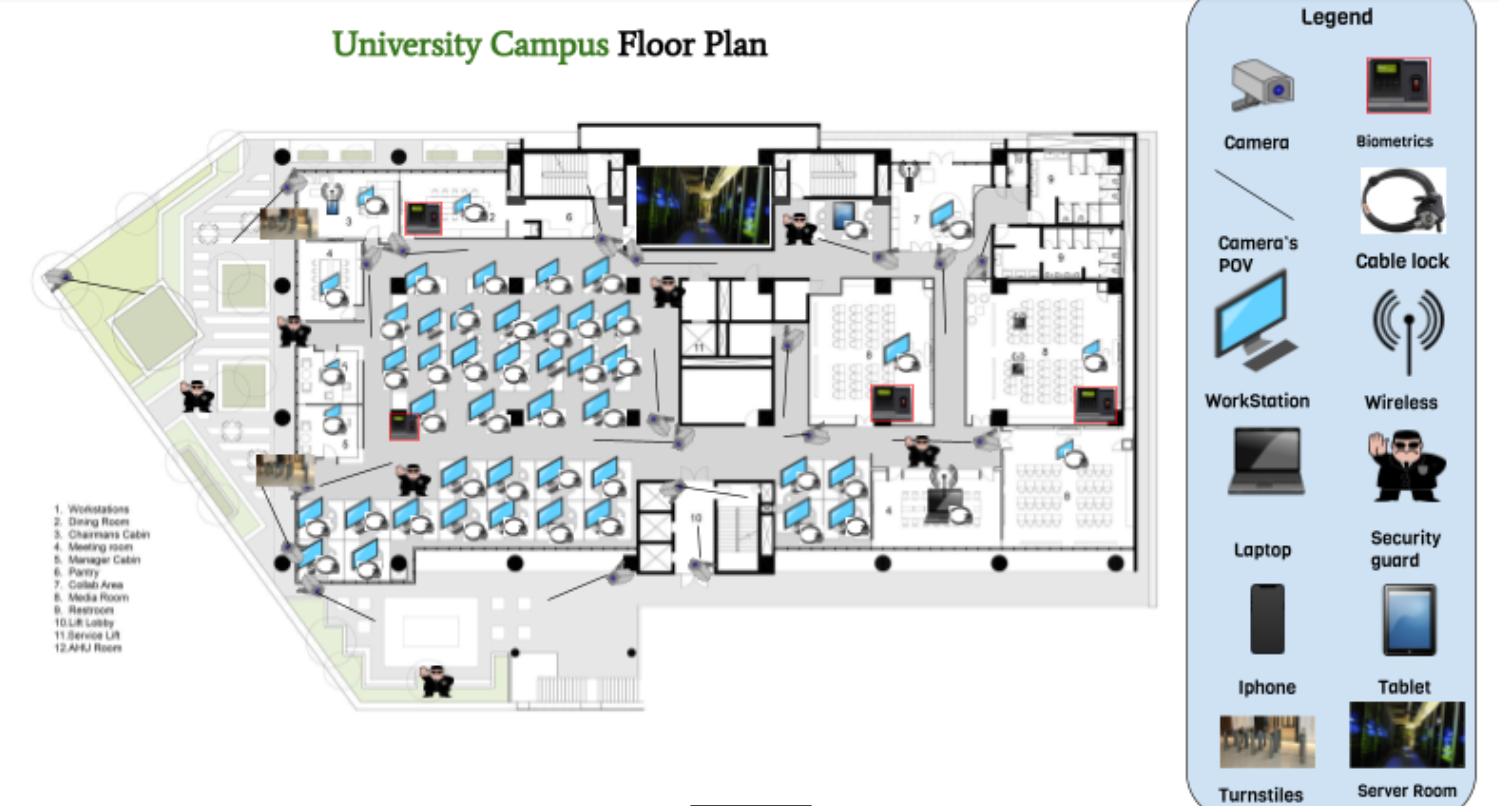 University Campus Floor Plan
Legend
Camera
Biometrics
Camera's
POV
Cable lock
WorkStation
Wireless
Laptop
Security
guard
Iphone
Tablet
Turnstiles
Server Room
3
2
6
7
9
9
4
11
8
8
5
5
10
4
8
1. Workstations
2. Dining Room
3. Chairmans Cabin
4. Meeting room
5. Manager Cabin
6. Pantry
7. Collab Area
8. Media Room
9. Restroom
10.Lift Lobby
11.Service Lift
12.AHU Room